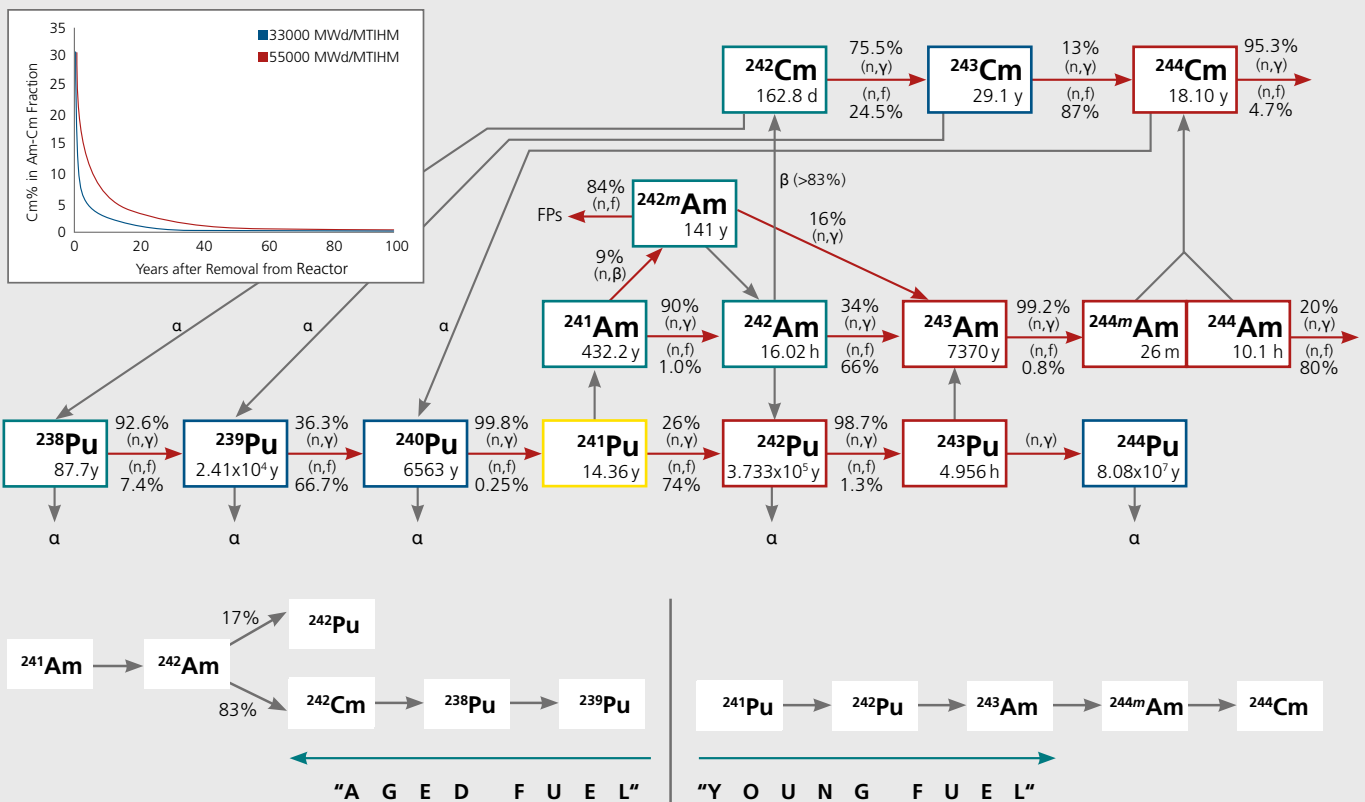 35
30
25
20
15
10
5
0
0 20 40 60 80 100
Cm% in Am-Cm Fraction
Years after Removal from Reactor
33000 MWd/MTIHM
55000 MWd/MTIHM
²⁴²Cm
162.8 d
75.5%
(n,γ)
(n,f)
24.5%
²⁴³Cm
29.1 y
13%
(n,γ)
(n,f)
87%
²⁴⁴Cm
18.10 y
95.3%
(n,γ)
(n,f)
4.7%
β (>83%)
FPs
84%
(n,f)
²⁴²ᵐAm
141 y
16%
(n,γ)
9%
(n,β)
²⁴¹Am
432.2 y
90%
(n,γ)
(n,f)
1.0%
²⁴²Am
16.02 h
34%
(n,γ)
(n,f)
66%
²⁴³Am
7370 y
99.2%
(n,γ)
(n,f)
0.8%
²⁴⁴ᵐAm
26 m
²⁴⁴Am
10.1 h
20%
(n,γ)
(n,f)
80%
α
α
α
²³⁸Pu
87.7y
92.6%
(n,γ)
(n,f)
7.4%
²³⁹Pu
2.41x10⁴ y
36.3%
(n,γ)
(n,f)
66.7%
²⁴⁰Pu
6563 y
99.8%
(n,γ)
(n,f)
0.25%
²⁴¹Pu
14.36 y
26%
(n,γ)
(n,f)
74%
²⁴²Pu
3.733x10⁵ y
98.7%
(n,γ)
(n,f)
1.3%
²⁴³Pu
4.956 h
(n,γ)
²⁴⁴Pu
8.08x10⁷ y
α
α
α
α
α
²⁴¹Am
²⁴²Am
17%
²⁴²Pu
83%
²⁴²Cm
²³⁸Pu
²³⁹Pu
"A G E D F U E L"
²⁴¹Pu
²⁴²Pu
²⁴³Am
²⁴⁴ᵐAm
²⁴⁴Cm
"Y O U N G F U E L"